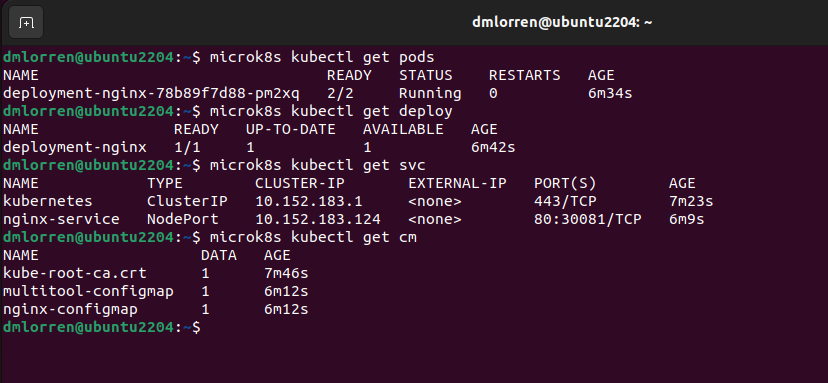 dmlorren@ubuntu2204: ~
dmlorren@ubuntu2204:~$ microk8s kubectl get pods
NAME READY STATUS RESTARTS AGE
deployment-nginx-78b89f7d88-pm2xq 2/2 Running 0 6m34s
dmlorren@ubuntu2204:~$ microk8s kubectl get deploy
NAME READY UP-TO-DATE AVAILABLE AGE
deployment-nginx 1/1 1 1 6m42s
dmlorren@ubuntu2204:~$ microk8s kubectl get svc
NAME TYPE CLUSTER-IP EXTERNAL-IP PORT(S) AGE
kubernetes ClusterIP 10.152.183.1 <none> 443/TCP 7m23s
nginx-service NodePort 10.152.183.124 <none> 80:30081/TCP 6m9s
dmlorren@ubuntu2204:~$ microk8s kubectl get cm
NAME DATA AGE
kube-root-ca.crt 1 7m46s
multitool-configmap 1 6m12s
nginx-configmap 1 6m12s
dmlorren@ubuntu2204:~$